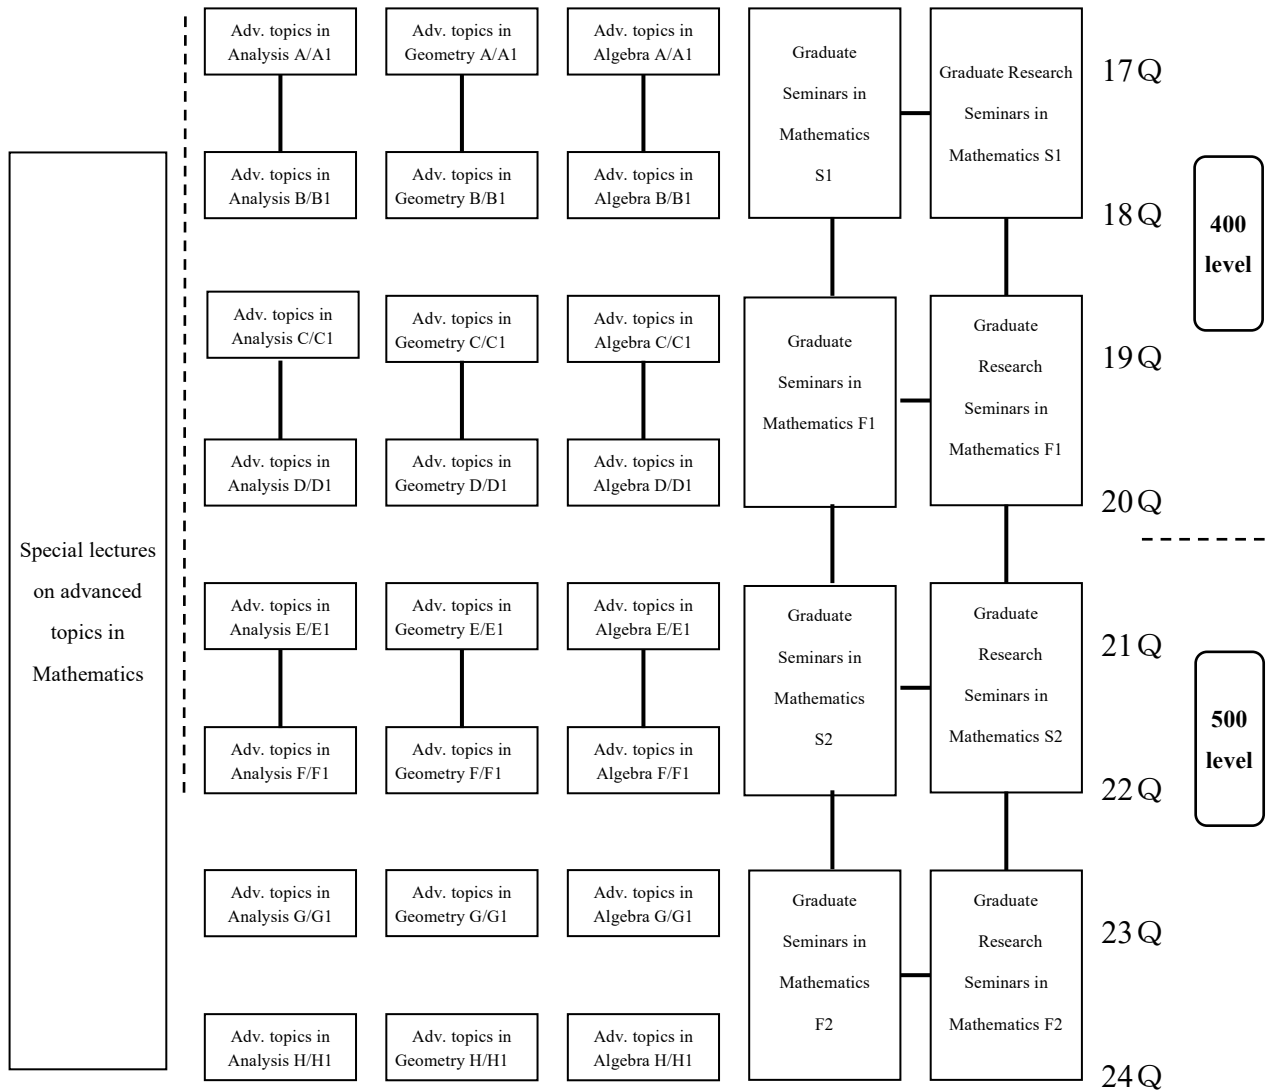 Adv. topics in
Analysis A/A1
Adv. topics in
Geometry A/A1
Adv. topics in
Algebra A/A1
Graduate
Seminars in
Mathematics
S1
Graduate Research
Seminars in
Mathematics S1
17Q
Adv. topics in
Analysis B/B1
Adv. topics in
Geometry B/B1
Adv. topics in
Algebra B/B1
18Q
400
level
Adv. topics in
Analysis C/C1
Adv. topics in
Geometry C/C1
Adv. topics in
Algebra C/C1
Graduate
Seminars in
Mathematics F1
Graduate
Research
Seminars in
Mathematics F1
19Q
Adv. topics in
Analysis D/D1
Adv. topics in
Geometry D/D1
Adv. topics in
Algebra D/D1
20Q
Special lectures
on advanced
topics in
Mathematics
Adv. topics in
Analysis E/E1
Adv. topics in
Geometry E/E1
Adv. topics in
Algebra E/E1
Graduate
Seminars in
Mathematics
S2
Graduate
Research
Seminars in
Mathematics S2
21Q
500
level
Adv. topics in
Analysis F/F1
Adv. topics in
Geometry F/F1
Adv. topics in
Algebra F/F1
22Q
Adv. topics in
Analysis G/G1
Adv. topics in
Geometry G/G1
Adv. topics in
Algebra G/G1
Graduate
Seminars in
Mathematics
F2
Graduate
Research
Seminars in
Mathematics F2
23Q
Adv. topics in
Analysis H/H1
Adv. topics in
Geometry H/H1
Adv. topics in
Algebra H/H1
24Q